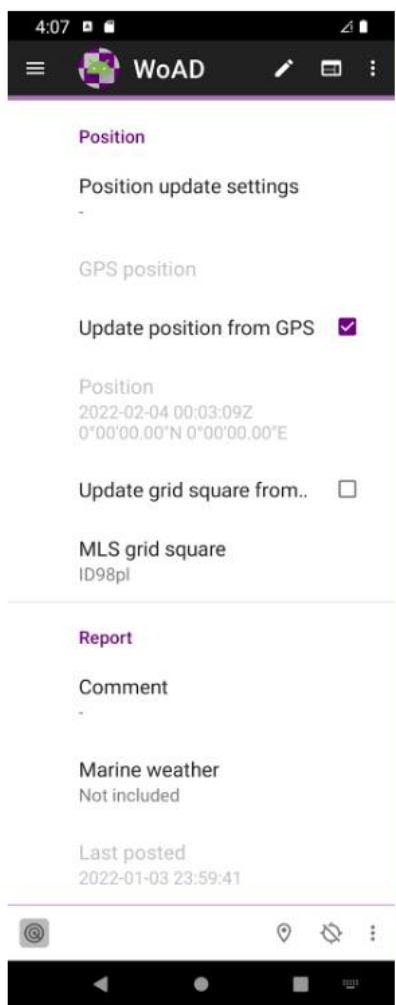 4:07
WoAD
Position
Position update settings
-
GPS position
Update position from GPS
Position
2022-02-04 00:03:09Z
0°00'00.00"N 0°00'00.00"E
Update grid square from..
MLS grid square
ID98pl
Report
Comment
-
Marine weather
Not included
Last posted
2022-01-03 23:59:41